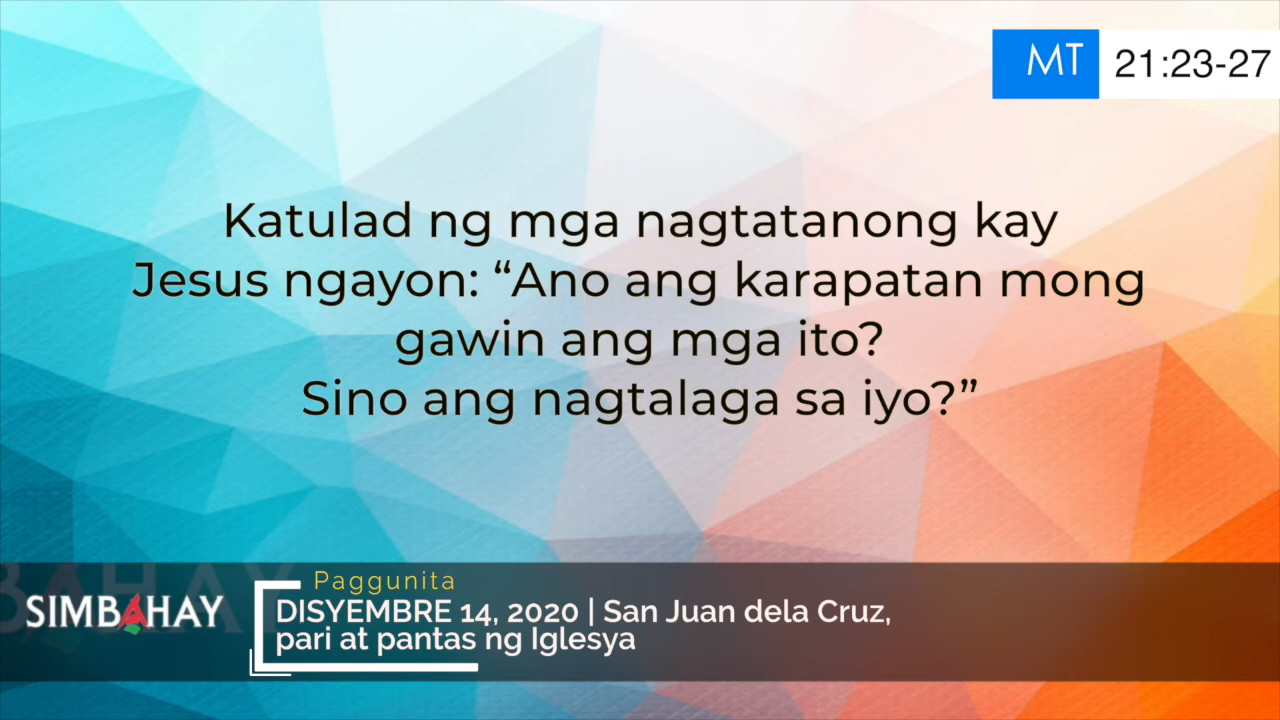 MT 21:23-27
Katulad ng mga nagtatanong kay
Jesus ngayon: “Ano ang karapatan mong
gawin ang mga ito?
Sino ang nagtalaga sa iyo?”
Paggunita
SIMBAHAY
DISYEMBRE 14, 2020 | San Juan dela Cruz,
pari at pantas ng Iglesya